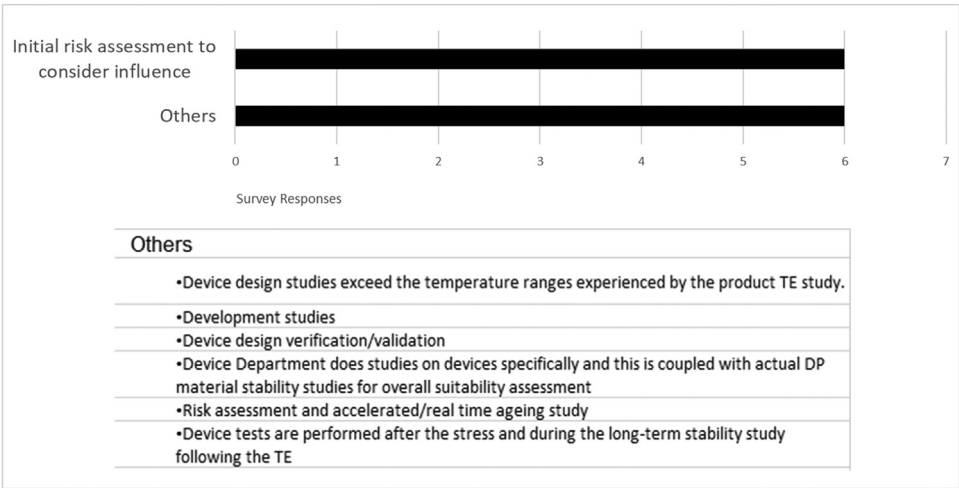 Initial risk assessment to
consider influence
Others
0 1 2 3 4 5 6 7
Survey Responses
Others
•Device design studies exceed the temperature ranges experienced by the product TE study.
•Development studies
•Device design verification/validation
•Device Department does studies on devices specifically and this is coupled with actual DP
material stability studies for overall suitability assessment
•Risk assessment and accelerated/real time ageing study
•Device tests are performed after the stress and during the long-term stability study
following the TE